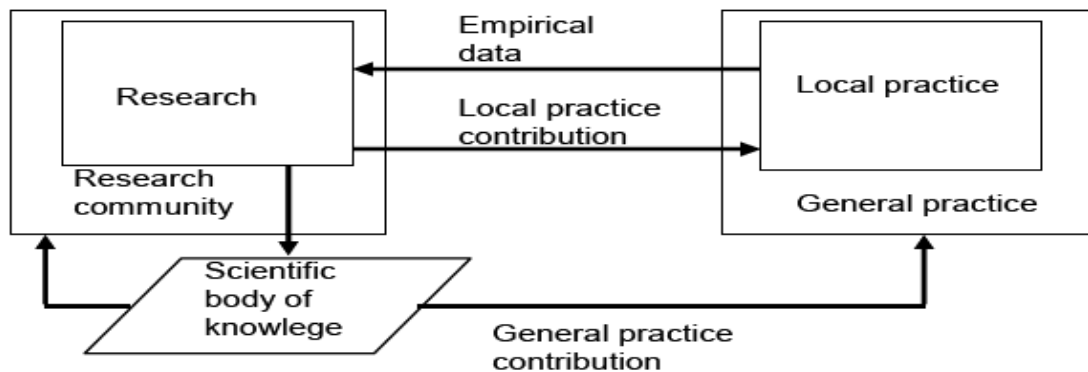 Empirical
data
Research
Local practice
Local practice
contribution
Research
community
General practice
Scientific
body of
knowlege
General practice
contribution